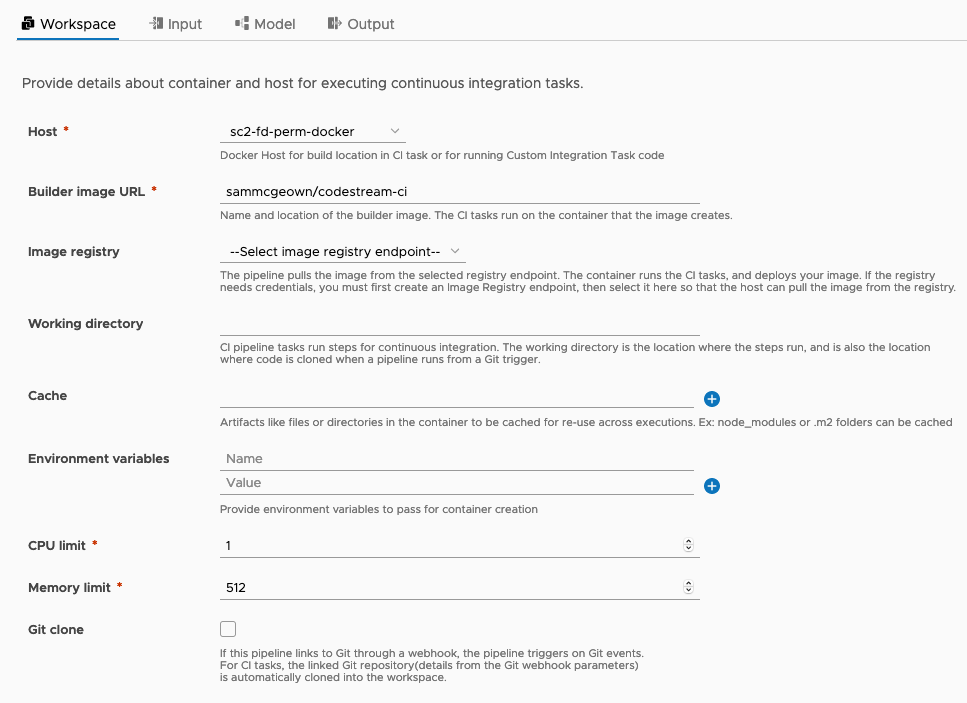 Workspace Input Model Output
Provide details about container and host for executing continuous integration tasks.
Host * sc2-fd-perm-docker
Docker Host for build location in CI task or for running Custom Integration Task code
Builder image URL * sammcgeown/codestream-ci
Name and location of the builder image. The CI tasks run on the container that the image creates.
Image registry --Select image registry endpoint--
The pipeline pulls the image from the selected registry endpoint. The container runs the CI tasks, and deploys your image. If the registry
needs credentials, you must first create an Image Registry endpoint, then select it here so that the host can pull the image from the registry.
Working directory
CI pipeline tasks run steps for continuous integration. The working directory is the location where the steps run, and is also the location
where code is cloned when a pipeline runs from a Git trigger.
Cache
Artifacts like files or directories in the container to be cached for re-use across executions. Ex: node_modules or .m2 folders can be cached
Environment variables Name
Value
Provide environment variables to pass for container creation
CPU limit * 1
Memory limit * 512
Git clone
If this pipeline links to Git through a webhook, the pipeline triggers on Git events.
For CI tasks, the linked Git repository(details from the Git webhook parameters)
is automatically cloned into the workspace.